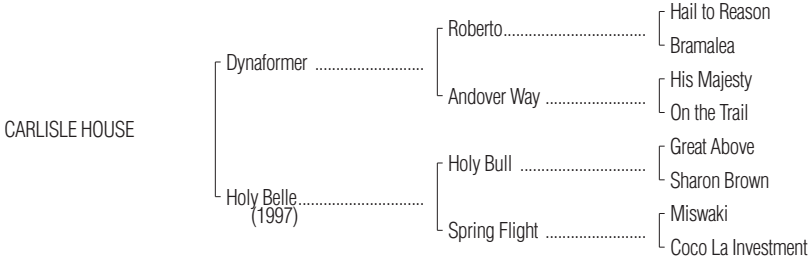 Hail to Reason
Roberto................................
Bramalea
Dynaformer ........................
His Majesty
Andover Way ......................
On the Trail
CARLISLE HOUSE
Great Above
Holy Bull ............................
Sharon Brown
Holy Belle............................
(1997)
Miswaki
Spring Flight ......................
Coco La Investment